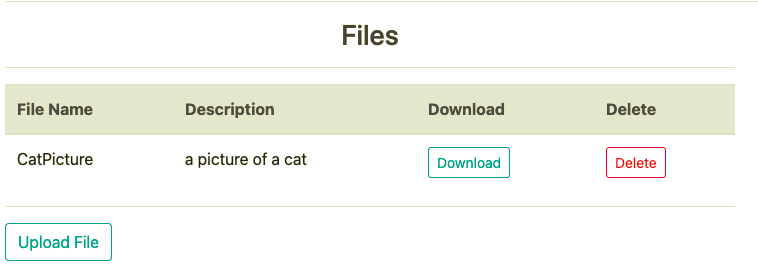 Files
File Name Description Download Delete
CatPicture a picture of a cat Download Delete
Upload File